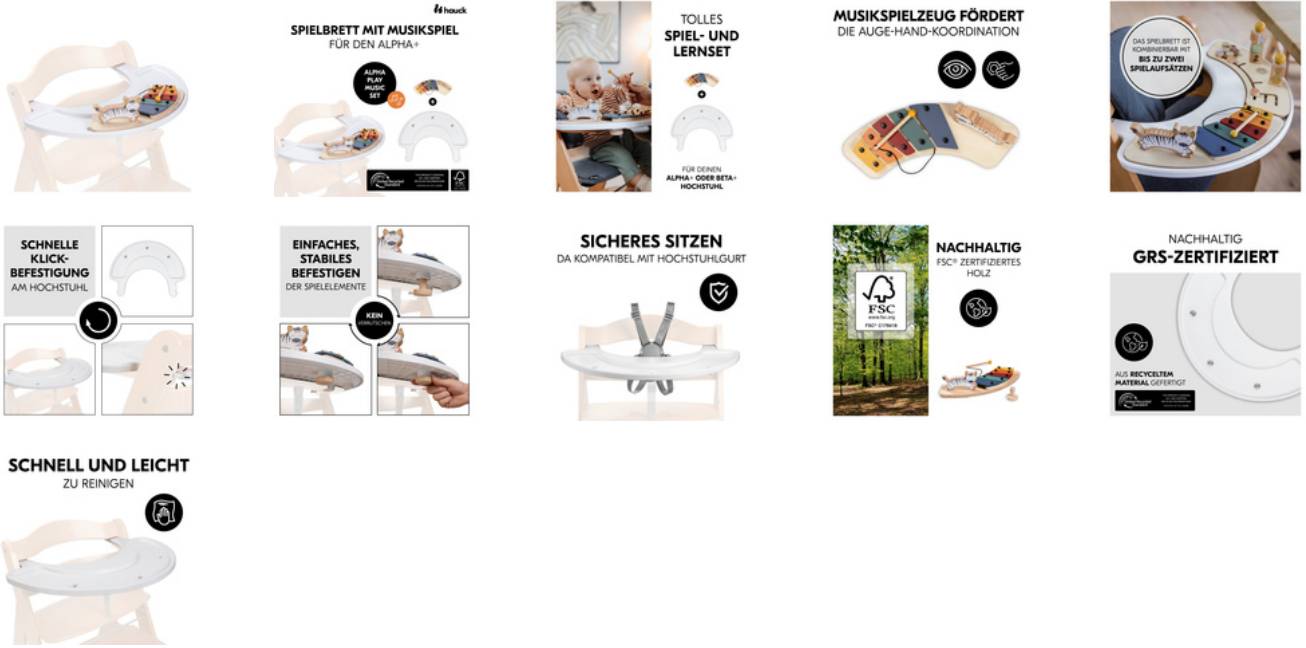 hauck
SPIELBRETT MIT MUSIKSPIEL
FÜR DEN ALPHA+
ALPHA
PLAY
MUSIC
SET
TOLLES
SPIEL- UND
LERNSET
FÜR DEINEN
ALPHA+ ODER BETA+
HOCHSTUHL
MUSIKSPIELZEUG FÖRDERT
DIE AUGE-HAND-KOORDINATION
DAS SPIELBRETT IST
KOMBINIERBAR MIT
BIS ZU ZWEI
SPIELAUFSÄTZEN
SCHNELLE
KLICK-
BEFESTIGUNG
AM HOCHSTUHL
EINFACHES,
STABILES
BEFESTIGEN
DER SPIELELEMENTE
KEIN
VERRUTSCHEN
SICHERES SITZEN
DA KOMPATIBEL MIT HOCHSTUHLGURT
FSC
www.fsc.org
NACHHALTIG
FSC® ZERTIFIZIERTES
HOLZ
NACHHALTIG
GRS-ZERTIFIZIERT
AUS RECYCELTEM
MATERIAL GEFERTIGT
SCHNELL UND LEICHT
ZU REINIGEN